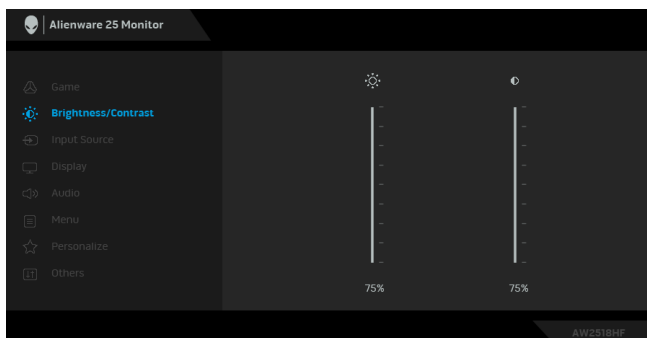 Alienware 25 Monitor
Game
Brightness/Contrast
Input Source
Display
Audio
Menu
Personalize
Others
75% 75%
AW2518HF